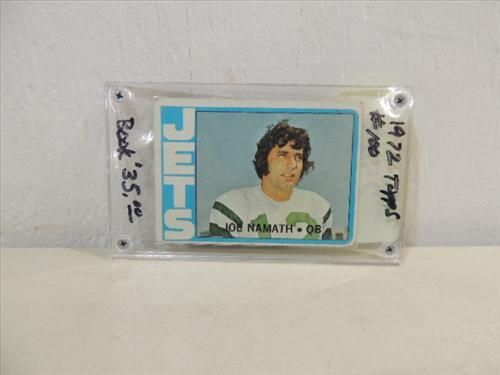 Book $35.00
JETS
JOE NAMATH • QB
1972 Topps
#100